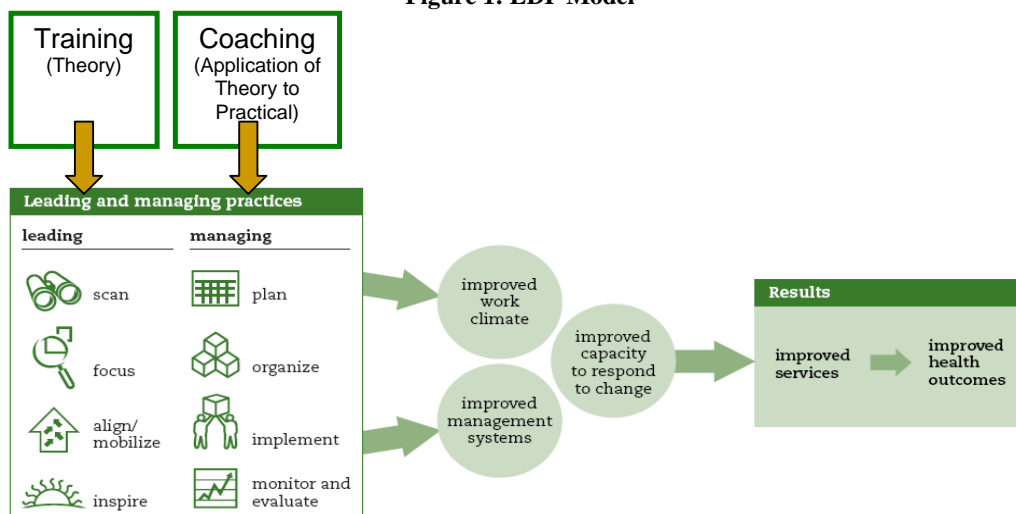 Figure 1: Model
Training
(Theory)
Coaching
(Application of
Theory to
Practical)
Leading and managing practices
leading
managing
scan
plan
focus
organize
align/
mobilize
implement
inspire
monitor and
evaluate
improved
work
climate
improved
management
systems
improved
capacity
to respond
to change
Results
improved
services
improved
health
outcomes